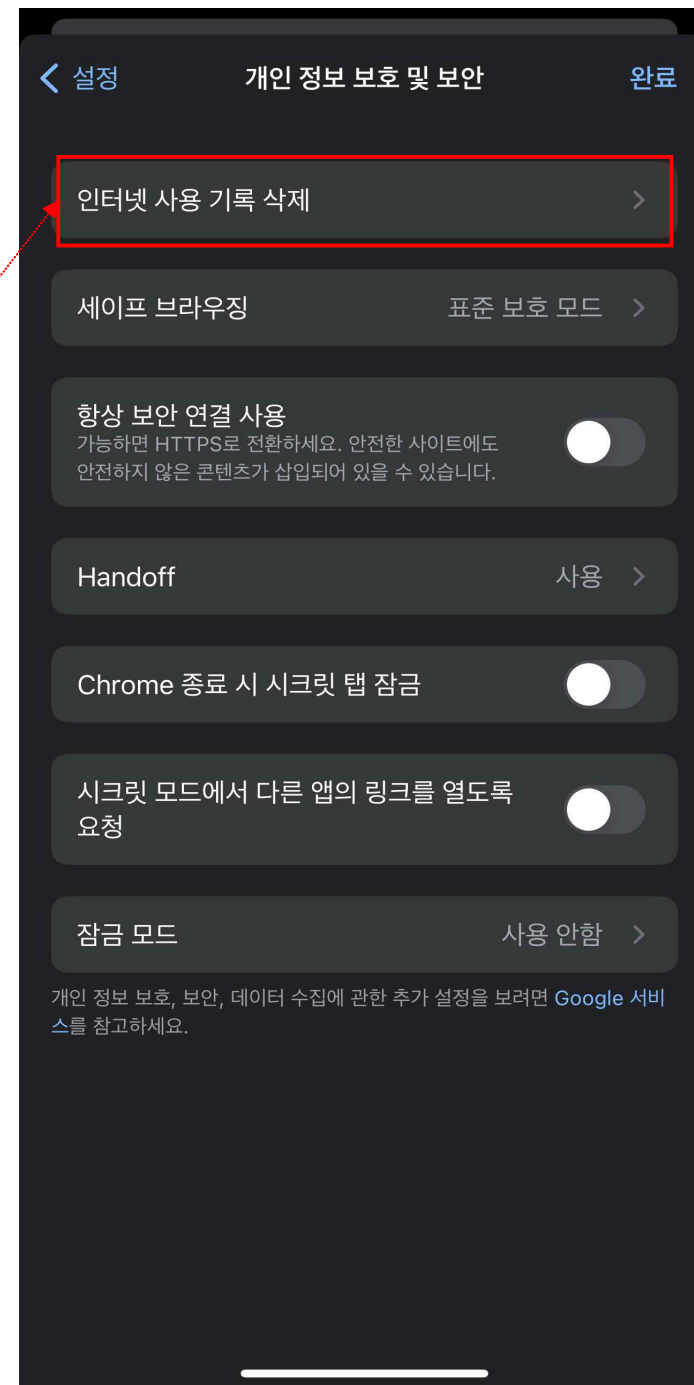 설정 개인 정보 보호 및 보안 완료
인터넷 사용 기록 삭제
세이프 브라우징 표준 보호 모드
항상 보안 연결 사용
가능하면 HTTPS로 전환하세요. 안전한 사이트에도
안전하지 않은 콘텐츠가 삽입되어 있을 수 있습니다.
Handoff 사용
Chrome 종료 시 시크릿 탭 잠금
시크릿 모드에서 다른 앱의 링크를 열도록
요청
잠금 모드 사용 안함
개인 정보 보호, 보안, 데이터 수집에 관한 추가 설정을 보려면 Google 서비
스를 참고하세요.